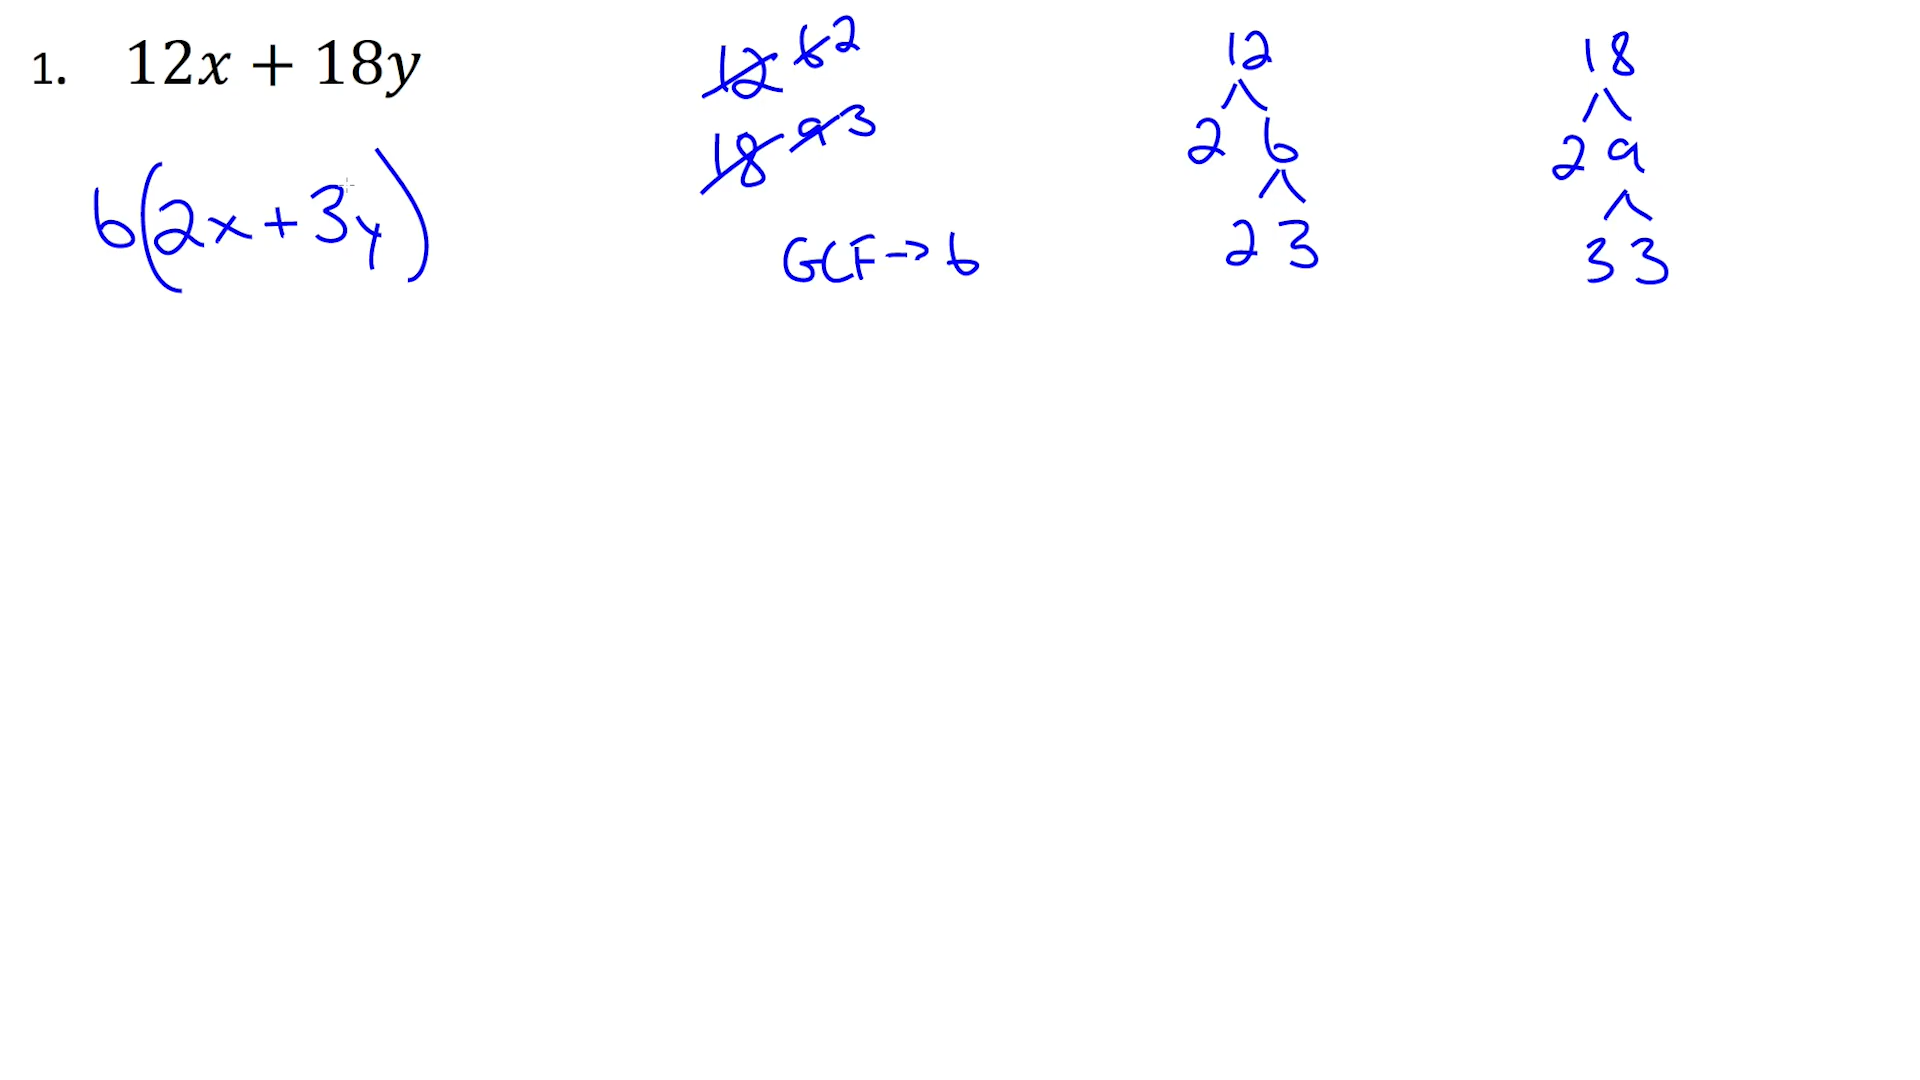 1. 12x + 18y
6(2x+3y)
12 6 2
18 9 3
GCF → 6
12
2 6
2 3
18
2 9
3 3